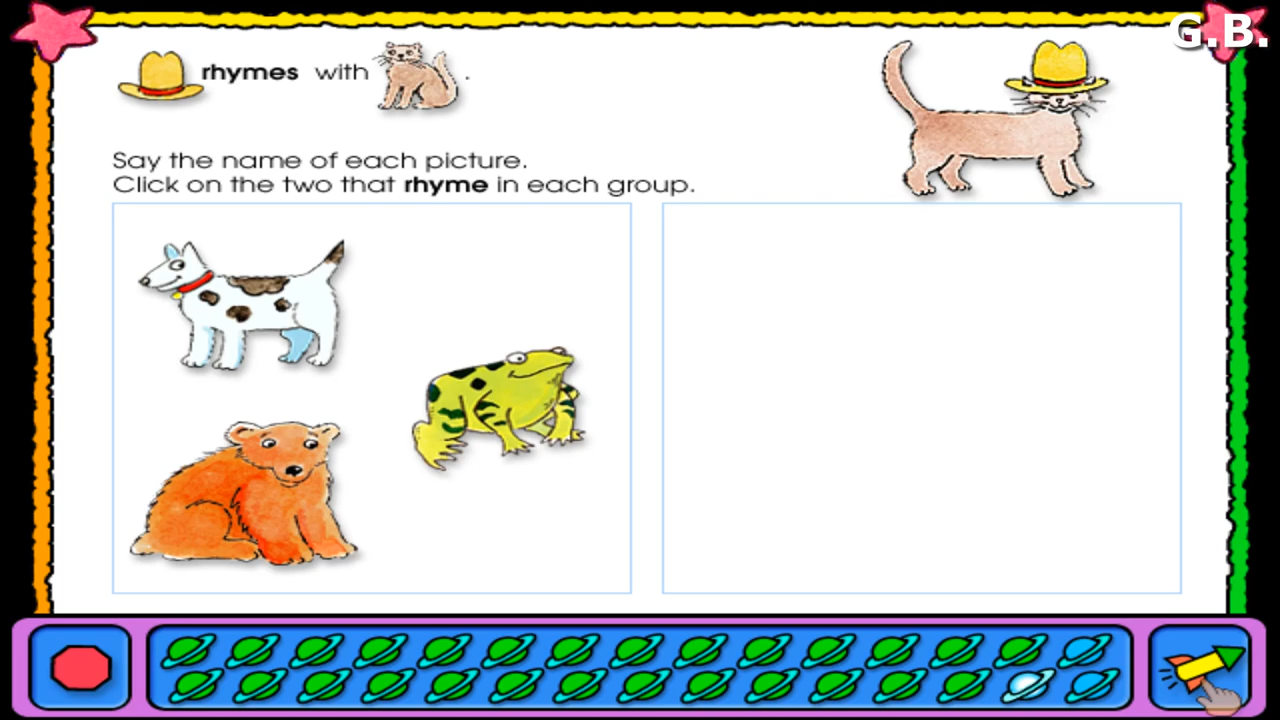 G.B.
rhymes with .
Say the name of each picture.
Click on the two that rhyme in each group.